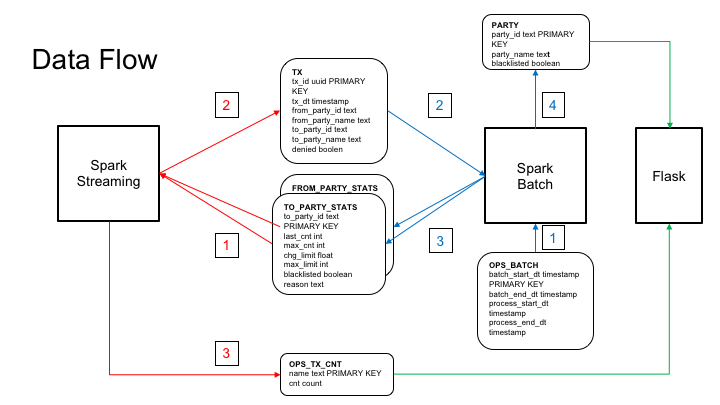 Data Flow
PARTY
party_id text PRIMARY
KEY
party_name text
blacklisted boolean
TX
tx_id uuid PRIMARY
KEY
tx_dt timestamp
from_party_id text
from_party_name text
to_party_id text
to_party_name text
denied boolen
2
2
4
Spark
Streaming
Spark
Batch
Flask
FROM_PARTY_STATS
TO_PARTY_STATS
to_party_id text
PRIMARY KEY
last_cnt int
max_cnt int
chg_limit float
max_limit int
blacklisted boolean
reason text
1
3
1
OPS_BATCH
batch_start_dt timestamp
PRIMARY KEY
batch_end_dt timestamp
process_start_dt
timestamp
process_end_dt
timestamp
3
OPS_TX_CNT
name text PRIMARY KEY
cnt count